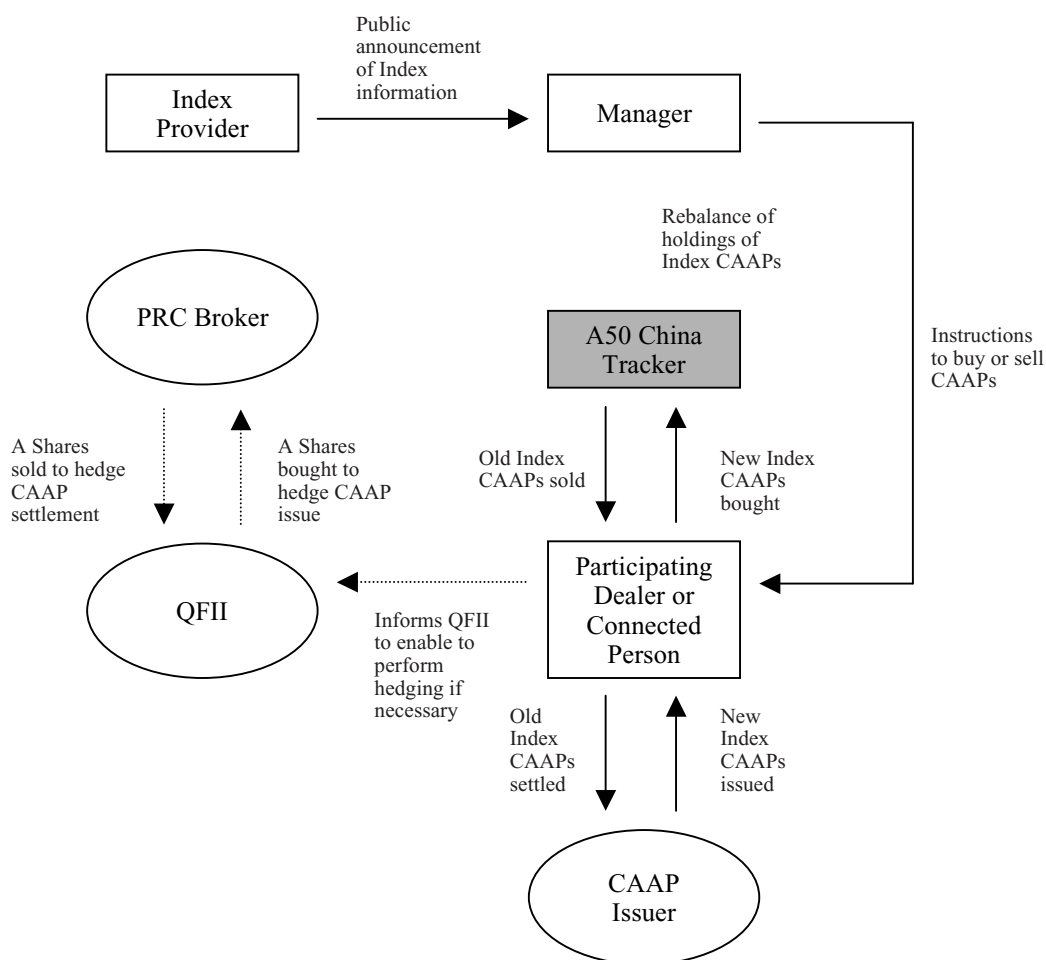 Public
announcement
of Index
information
Index
Provider
Manager
Rebalance of
holdings of
Index CAAPs
PRC Broker
A50 China
Tracker
Instructions
to buy or sell
CAAPs
A Shares
sold to hedge
CAAP
settlement
A Shares
bought to
hedge CAAP
issue
Old Index
CAAPs sold
New Index
CAAPs
bought
QFII
Participating
Dealer or
Connected
Person
Informs QFII
to enable to
perform
hedging if
necessary
Old
Index
CAAPs
settled
New
Index
CAAPs
issued
CAAP
Issuer